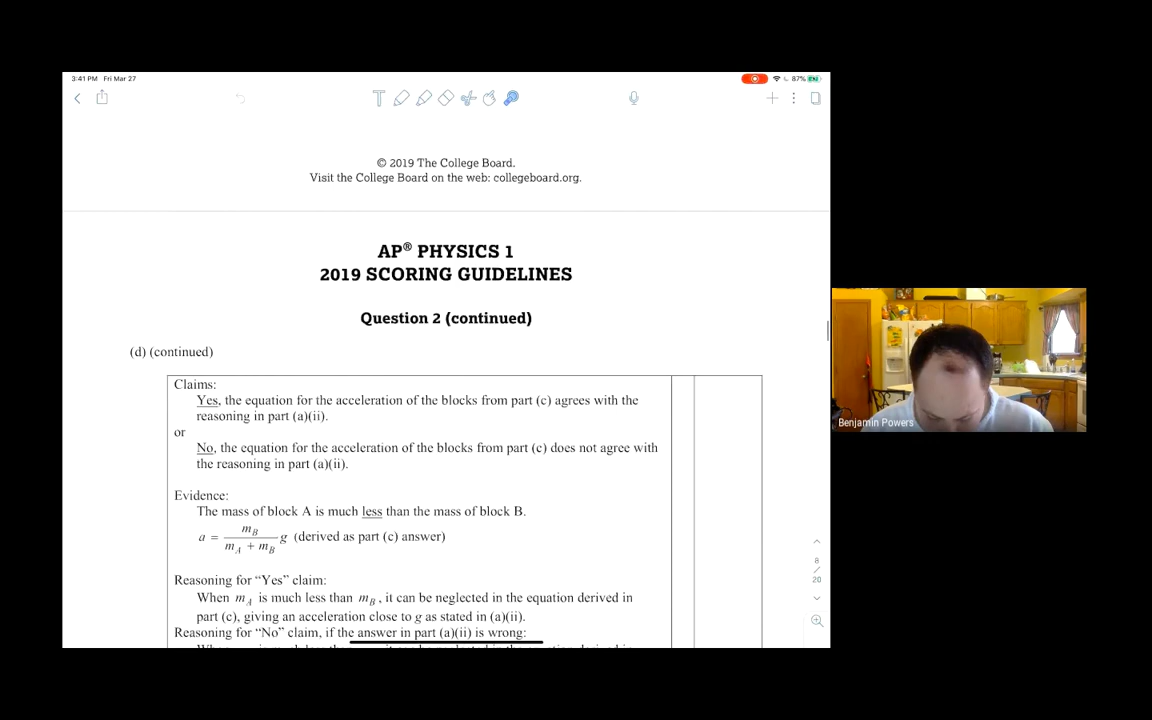 3:41 PM Fri Mar 27
87%
T
© 2019 The College Board.
Visit the College Board on the web: collegeboard.org.
AP® PHYSICS 1
2019 SCORING GUIDELINES
Question 2 (continued)
(d) (continued)
Claims:
Yes, the equation for the acceleration of the blocks from part (c) agrees with the
reasoning in part (a)(ii).
or
No, the equation for the acceleration of the blocks from part (c) does not agree with
the reasoning in part (a)(ii).
Evidence:
The mass of block A is much less than the mass of block B.
a = m_B / (m_A + m_B) g (derived as part (c) answer)
Reasoning for “Yes” claim:
When m_A is much less than m_B, it can be neglected in the equation derived in
part (c), giving an acceleration close to g as stated in (a)(ii).
Reasoning for “No” claim, if the answer in part (a)(ii) is wrong:
8
/
20
Benjamin Powers